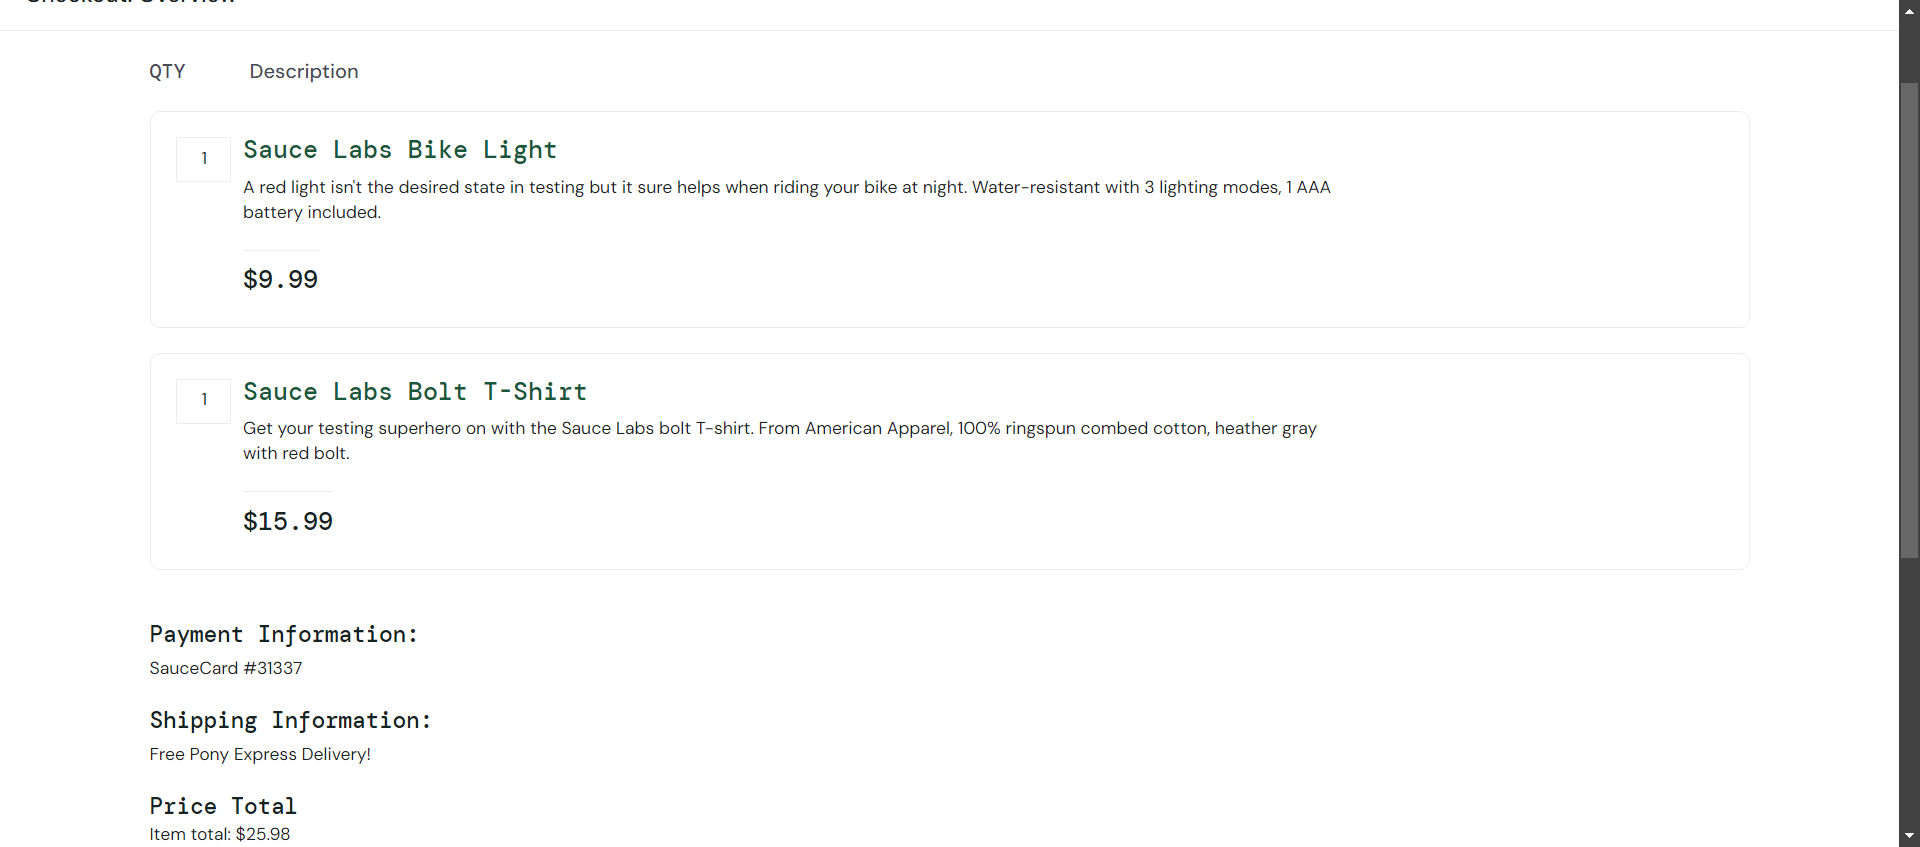 Checkout: Overview
QTY Description
1 Sauce Labs Bike Light
A red light isn't the desired state in testing but it sure helps when riding your bike at night. Water-resistant with 3 lighting modes, 1 AAA
battery included.
$9.99
1 Sauce Labs Bolt T-Shirt
Get your testing superhero on with the Sauce Labs bolt T-shirt. From American Apparel, 100% ringspun combed cotton, heather gray
with red bolt.
$15.99
Payment Information:
SauceCard #31337
Shipping Information:
Free Pony Express Delivery!
Price Total
Item total: $25.98